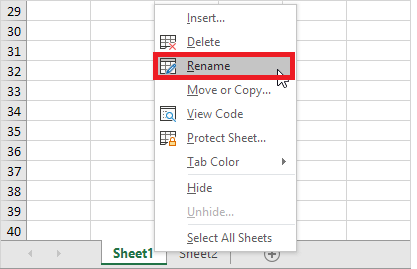 29
Insert...
30
Delete
31
Rename
32
Move or Copy...
33
View Code
34
Protect Sheet...
35
36
Tab Color
37
Hide
38
Unhide...
39
Select All Sheets
40
Sheet1
Sheet2